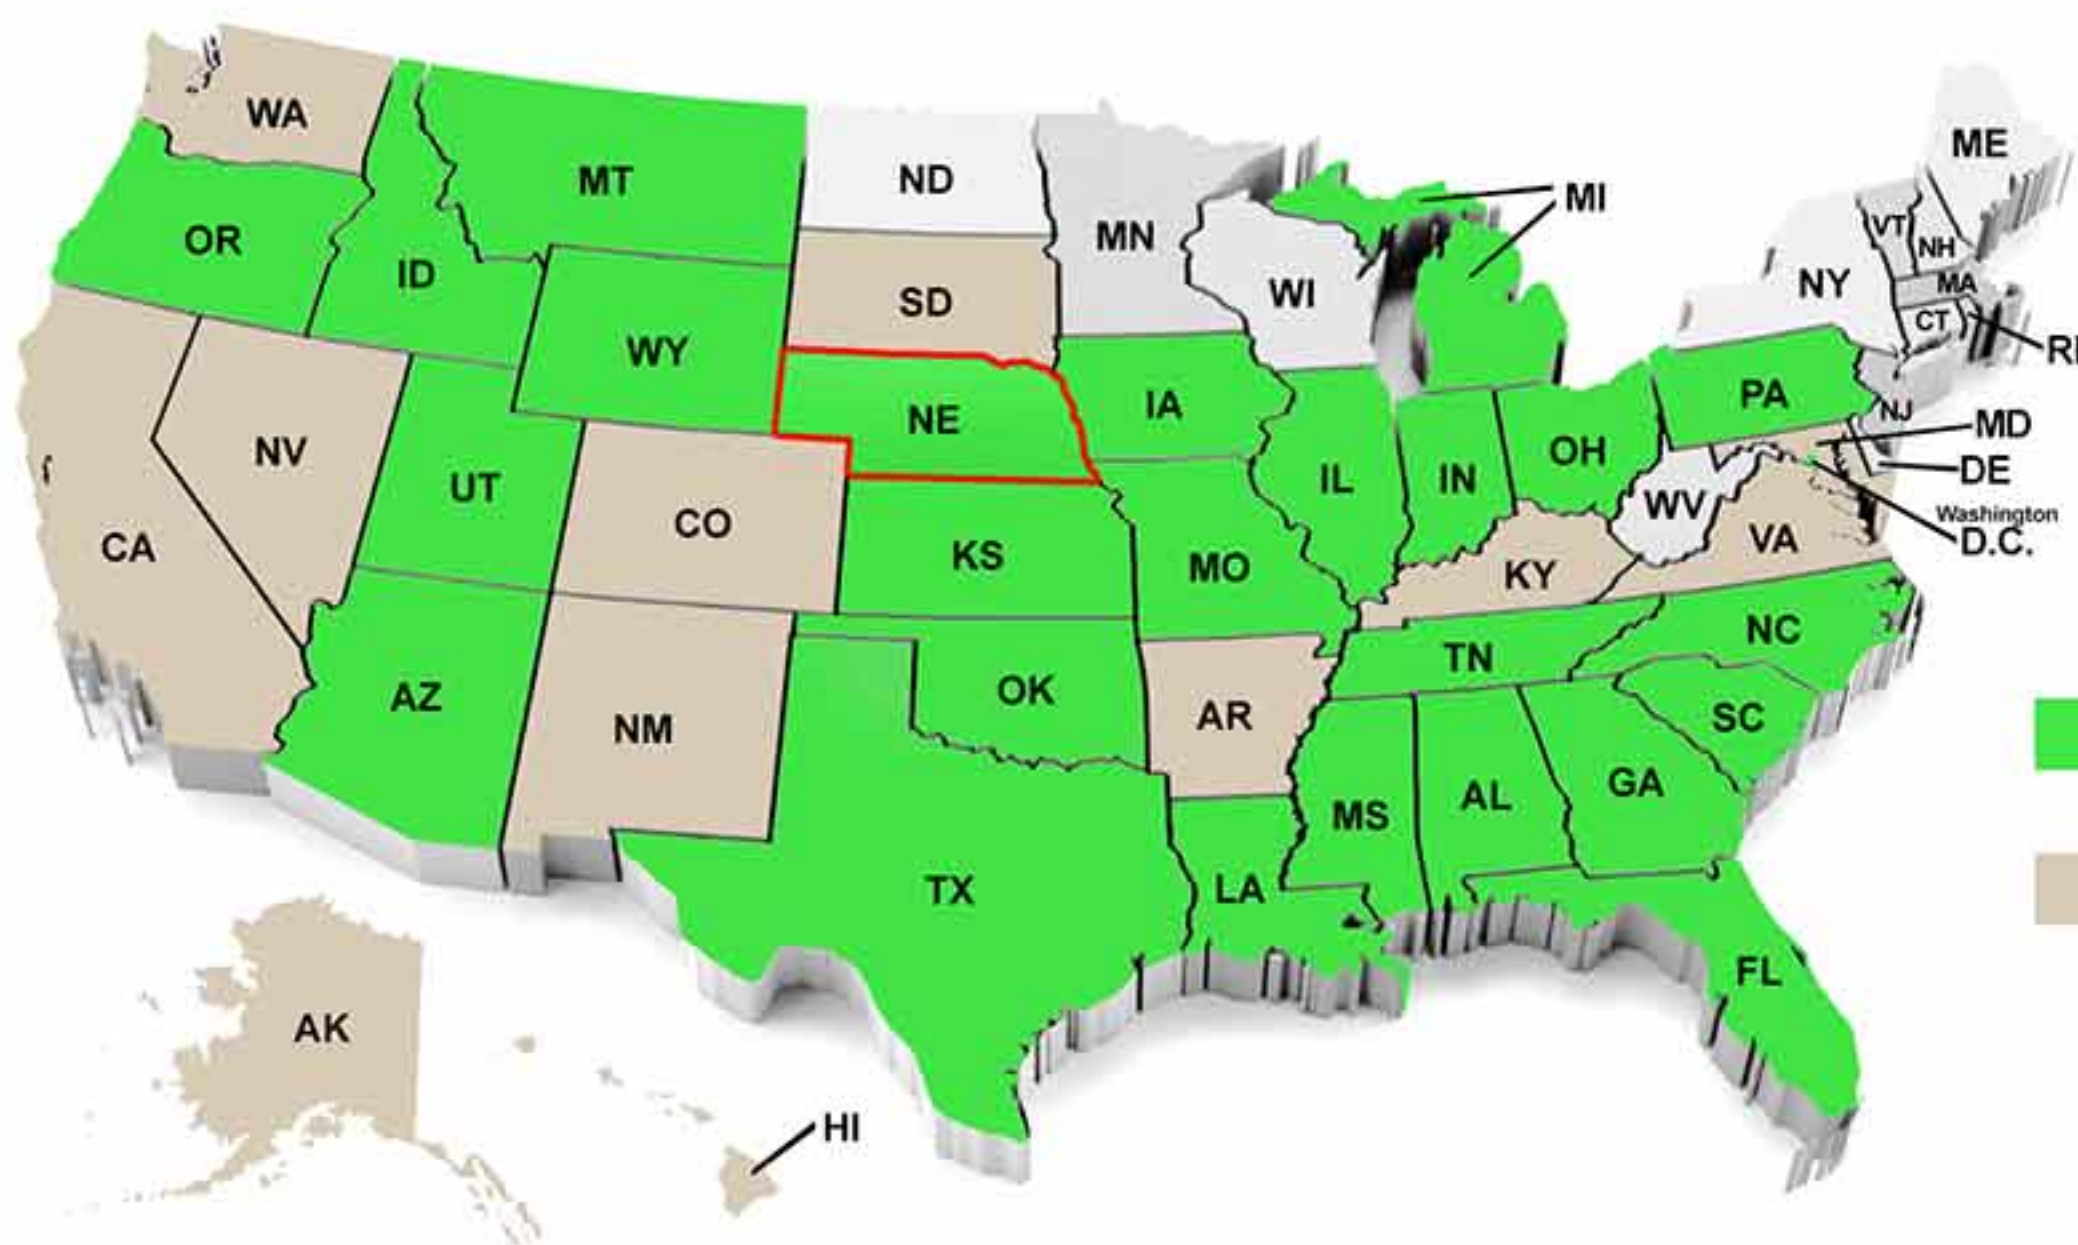 WA
ME
MT
ND
MI
OR
MN
VT
NH
ID
NY
MA
WI
SD
CT
WY
RI
PA
IA
NE
NJ
MD
NV
OH
UT
IL
IN
DE
WV
Washington
D.C.
CO
VA
CA
KS
MO
KY
NC
TN
OK
AZ
AR
SC
NM
GA
AL
MS
TX
LA
FL
AK
HI